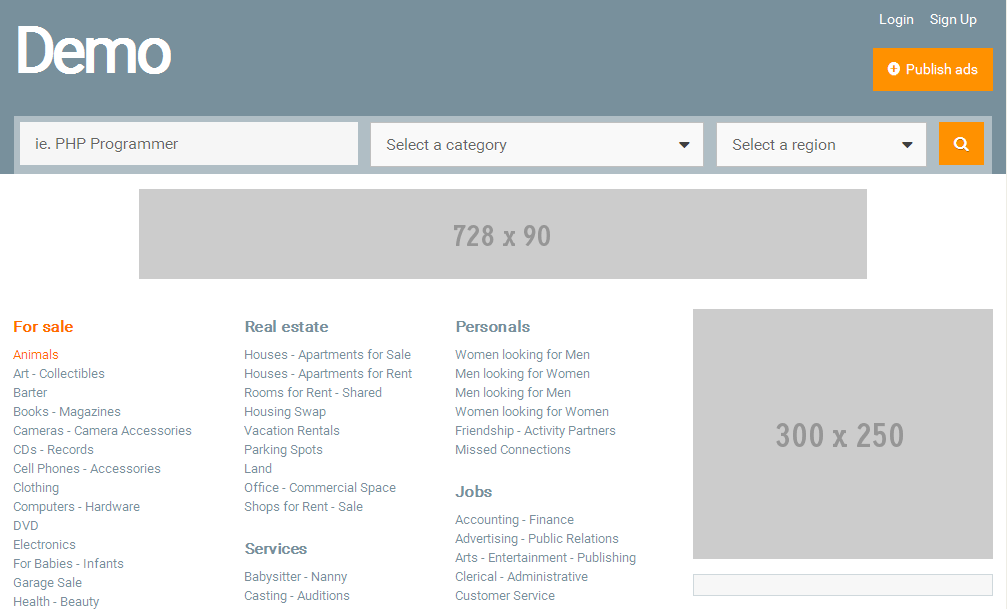 Demo
Login
Sign Up
Publish ads
ie. PHP Programmer
Select a category
Select a region
728 x 90
For sale
Animals
Art - Collectibles
Barter
Books - Magazines
Cameras - Camera Accessories
CDs - Records
Cell Phones - Accessories
Clothing
Computers - Hardware
DVD
Electronics
For Babies - Infants
Garage Sale
Health - Beauty
Real estate
Houses - Apartments for Sale
Houses - Apartments for Rent
Rooms for Rent - Shared
Housing Swap
Vacation Rentals
Parking Spots
Land
Office - Commercial Space
Shops for Rent - Sale
Services
Babysitter - Nanny
Casting - Auditions
Personals
Women looking for Men
Men looking for Women
Men looking for Men
Women looking for Women
Friendship - Activity Partners
Missed Connections
Jobs
Accounting - Finance
Advertising - Public Relations
Arts - Entertainment - Publishing
Clerical - Administrative
Customer Service
300 x 250